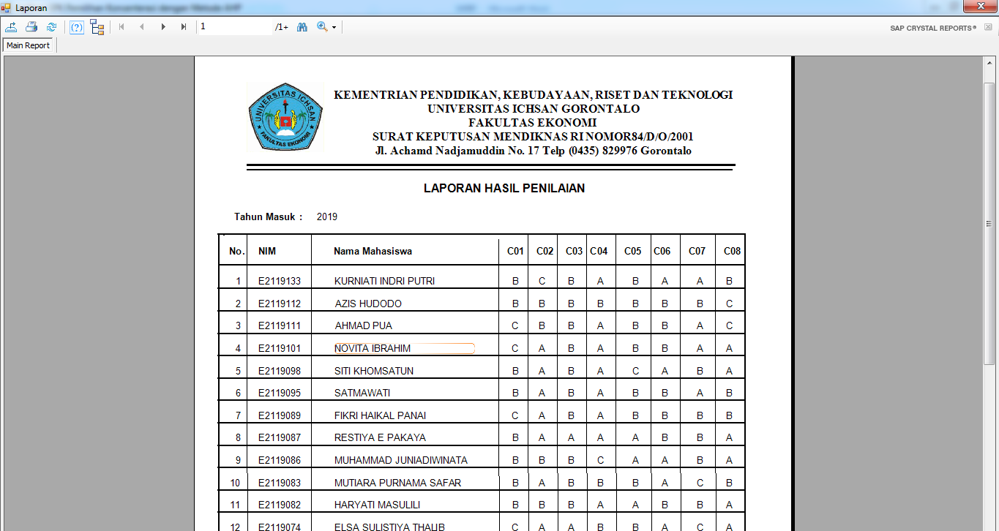 Laporan
1 /1+
SAP CRYSTAL REPORTS®
Main Report
UNIVERSITAS ICHSAN
FAKULTAS EKONOMI
KEMENTRIAN PENDIDIKAN, KEBUDAYAAN, RISET DAN TEKNOLOGI
UNIVERSITAS ICHSAN GORONTALO
FAKULTAS EKONOMI
SURAT KEPUTUSAN MENDIKNAS RI NOMOR84/D/O/2001
Jl. Achamd Nadjamuddin No. 17 Telp (0435) 829976 Gorontalo
LAPORAN HASIL PENILAIAN
Tahun Masuk : 2019
No. NIM Nama Mahasiswa C01 C02 C03 C04 C05 C06 C07 C08
1 E2119133 KURNIATI INDRI PUTRI B C B A B A A B
2 E2119112 AZIS HUDODO B B B B B B B C
3 E2119111 AHMAD PUA C B B A B B A C
4 E2119101 NOVITA IBRAHIM C A B A B B A A
5 E2119098 SITI KHOMSATUN B A B A C A B A
6 E2119095 SATMAWATI B A B A B B A B
7 E2119089 FIKRI HAIKAL PANAI C A B A B B B B
8 E2119087 RESTIYA E PAKAYA B A A A A B B A
9 E2119086 MUHAMMAD JUNIADIWINATA B B B C A A B A
10 E2119083 MUTIARA PURNAMA SAFAR B A B B B A C B
11 E2119082 HARYATI MASULILI B B B A A B B A
12 E2119074 ELSA SULISTIYA THALIB C A A B B A C A